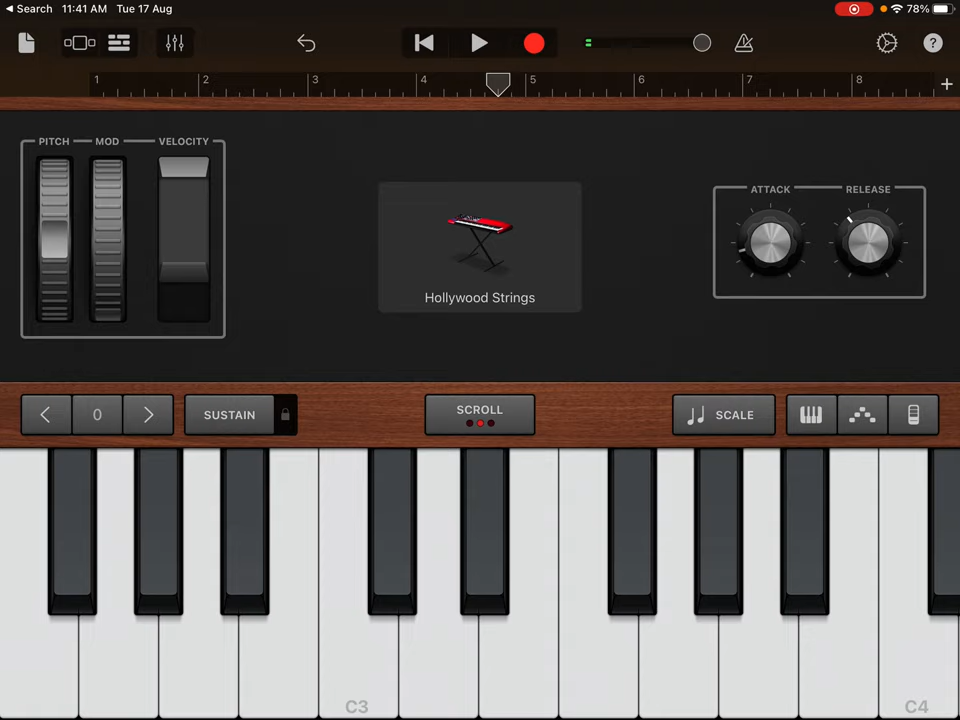 Search 11:41 AM Tue 17 Aug 78%
?
1 2 3 4 5 6 7 8 +
PITCH MOD VELOCITY
ATTACK RELEASE
Hollywood Strings
0 SUSTAIN SCROLL SCALE
C3 C4